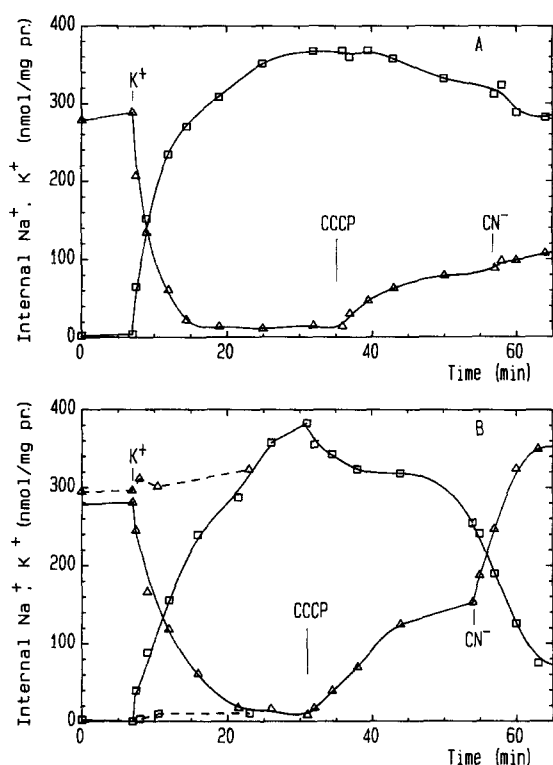 400
A
K+
300
200
CCCP
CN−
100
0
0 20 40 60
Time (min)
Internal Na+. K+ (nmol/mg pr.)
400
B
K+
300
200
CCCP
100
CN−
0
0 20 40 60
Time (min)
Internal Na+, K+ (nmol/mg pr.)